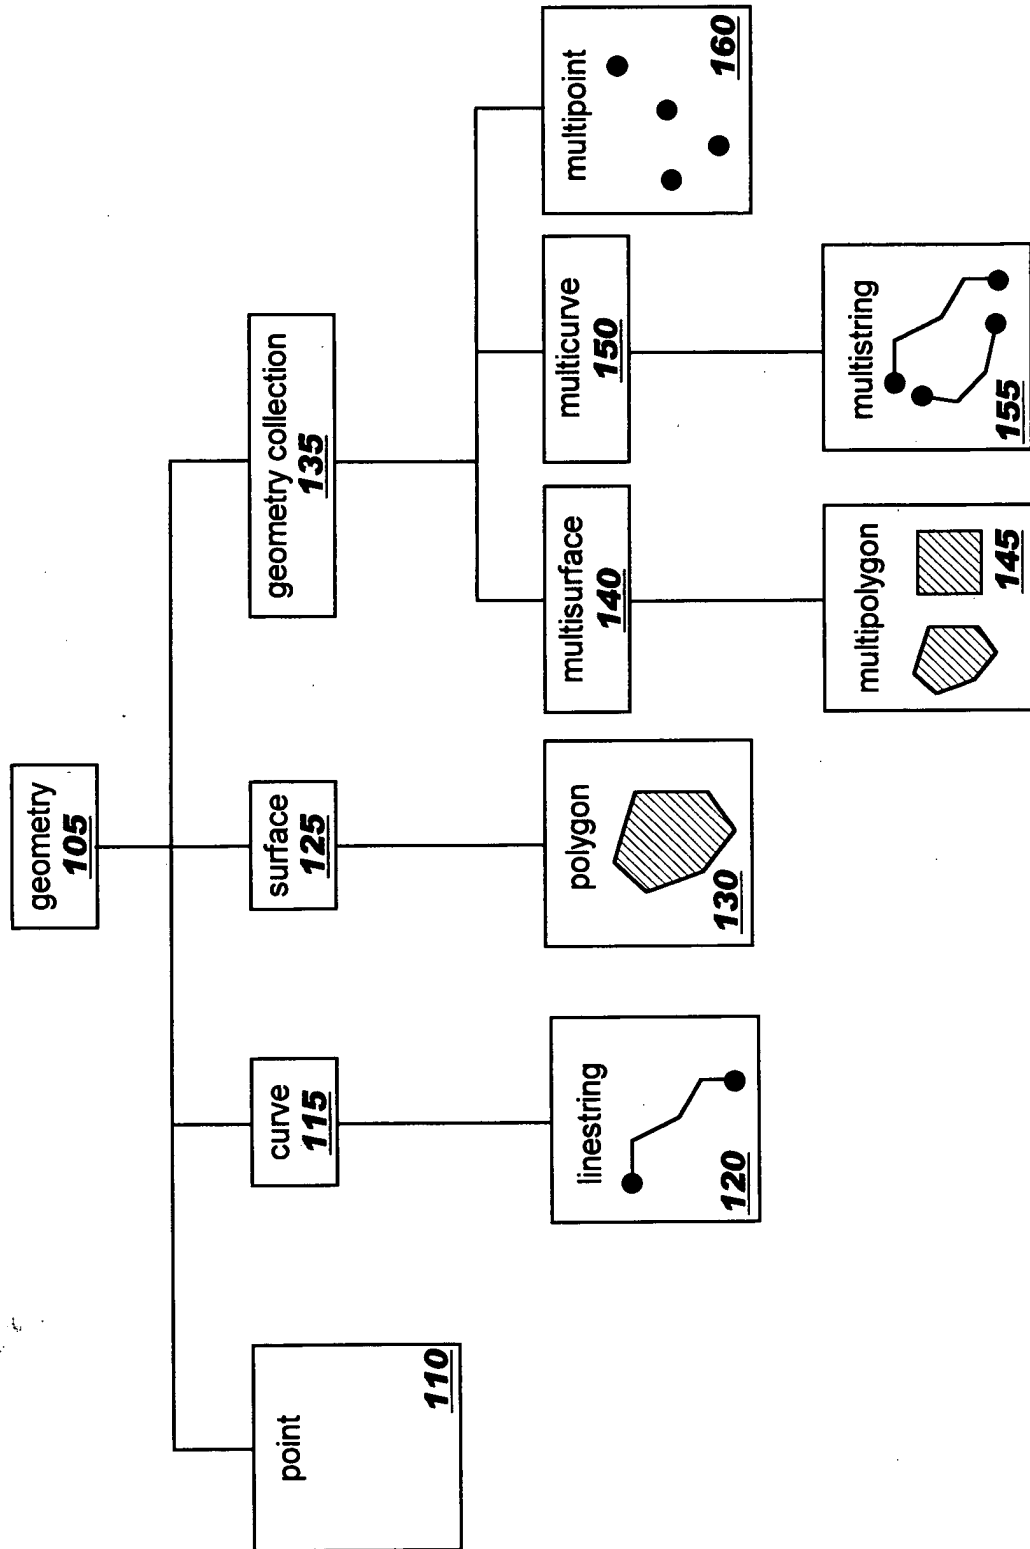 geometry
105
point
110
curve
115
linestring
120
surface
125
polygon
130
geometry collection
135
multisurface
140
multipolygon
145
multicurve
150
multistring
155
multipoint
160